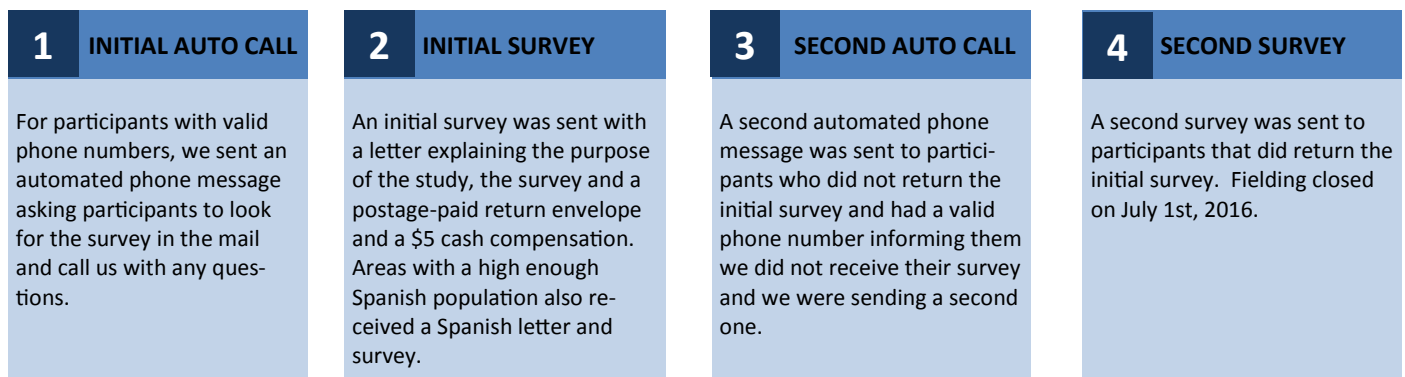 1 INITIAL AUTO CALL
For participants with valid
phone numbers, we sent an
automated phone message
asking participants to look
for the survey in the mail
and call us with any ques-
tions.
2 INITIAL SURVEY
An initial survey was sent with
a letter explaining the purpose
of the study, the survey and a
postage-paid return envelope
and a $5 cash compensation.
Areas with a high enough
Spanish population also re-
ceived a Spanish letter and
survey.
3 SECOND AUTO CALL
A second automated phone
message was sent to partici-
pants who did not return the
initial survey and had a valid
phone number informing them
we did not receive their survey
and we were sending a second
one.
4 SECOND SURVEY
A second survey was sent to
participants that did return the
initial survey.  Fielding closed
on July 1st, 2016.